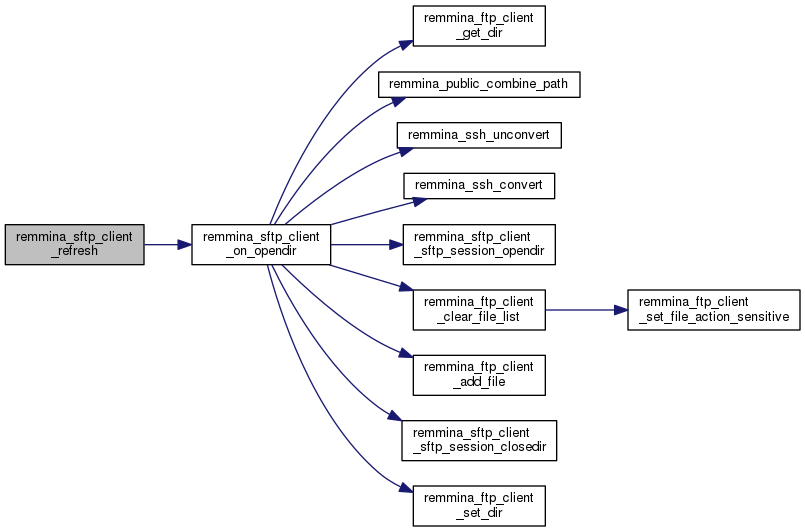 remmina_ftp_client
_get_dir
remmina_public_combine_path
remmina_ssh_unconvert
remmina_ssh_convert
remmina_sftp_client
_refresh
remmina_sftp_client
_on_opendir
remmina_sftp_client
_sftp_session_opendir
remmina_ftp_client
_clear_file_list
remmina_ftp_client
_set_file_action_sensitive
remmina_ftp_client
_add_file
remmina_sftp_client
_sftp_session_closedir
remmina_ftp_client
_set_dir